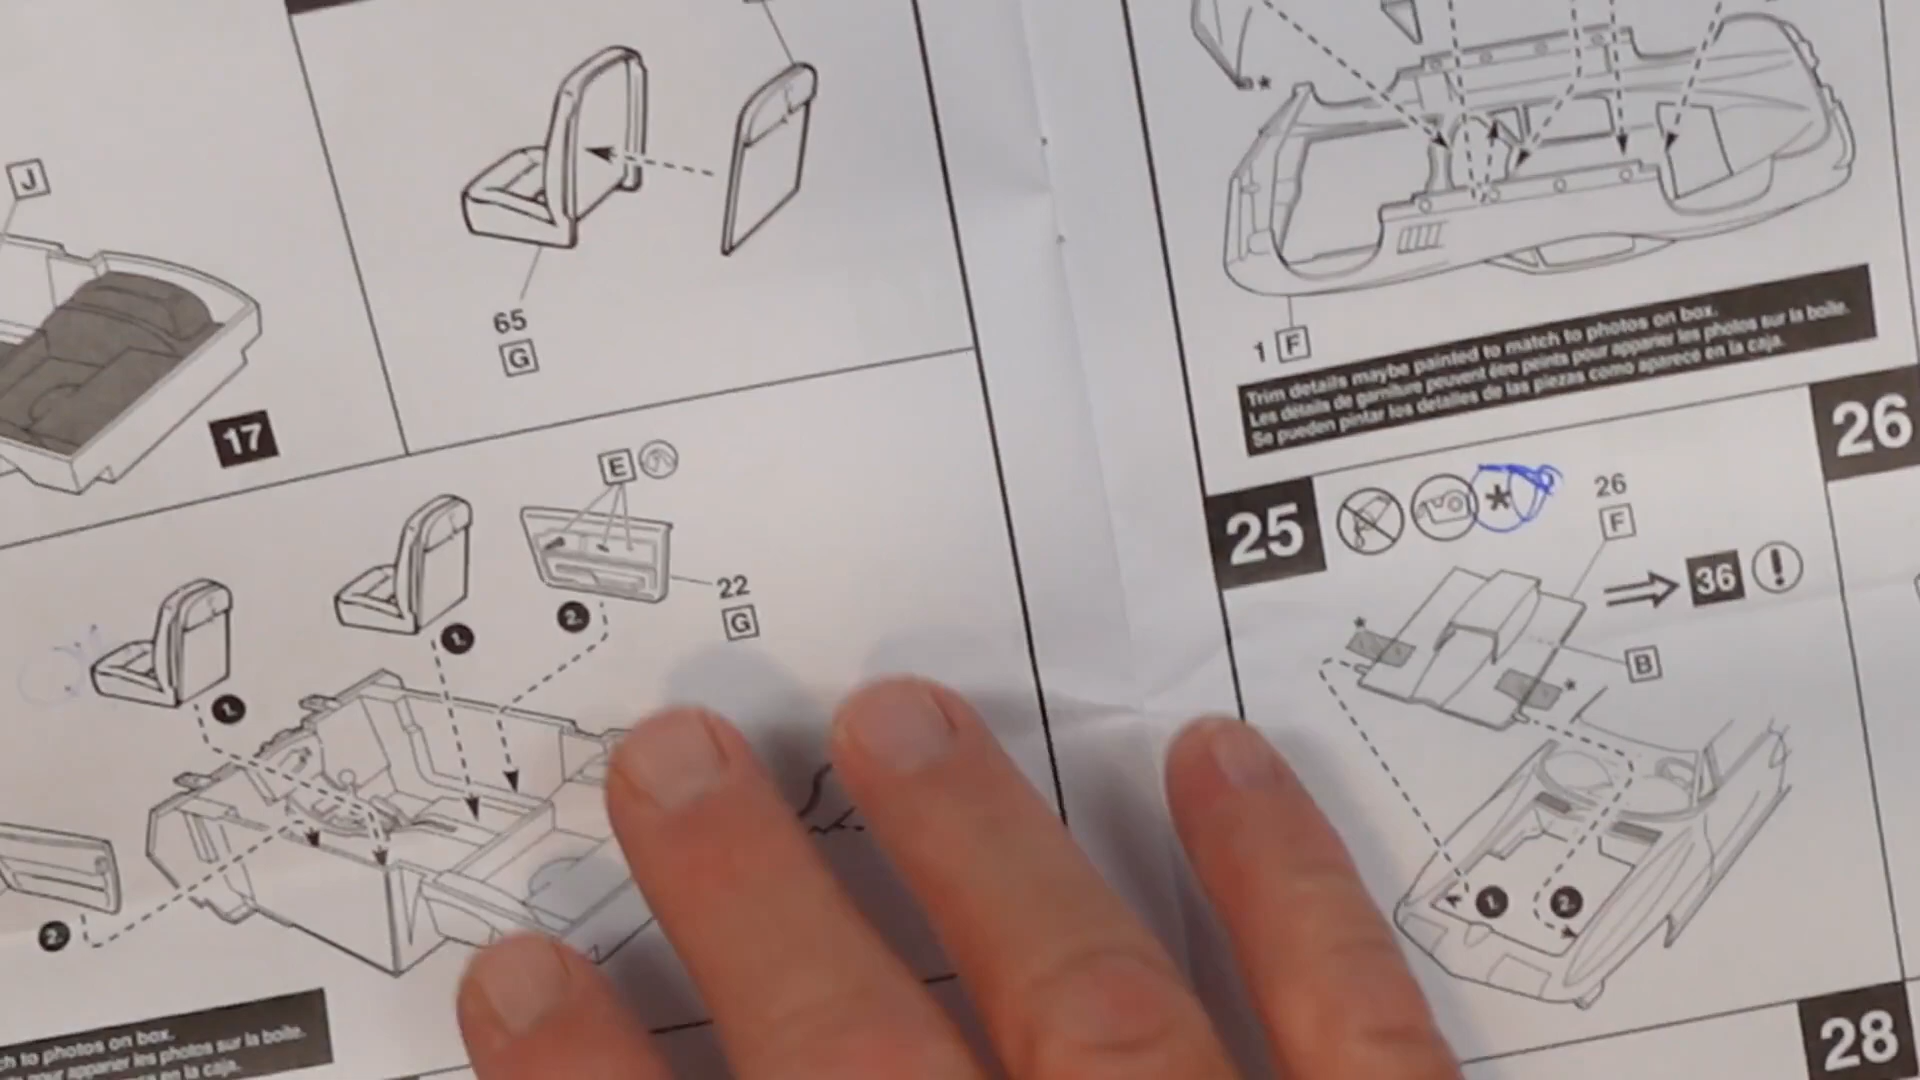 J
65
G
17
E
22
G
1.
1.
2.
2.
ch to photos on box.
pour apparier les photos sur la boîte.
en la caja.
1 F
Trim details maybe painted to match to photos on box.
Les détails de garniture peuvent être peints pour apparier les photos sur la boîte.
Se pueden pintar los detalles de las piezas como aparece en la caja.
26
25
*
26
F
36 !
B
*
*
*
1.
2.
28